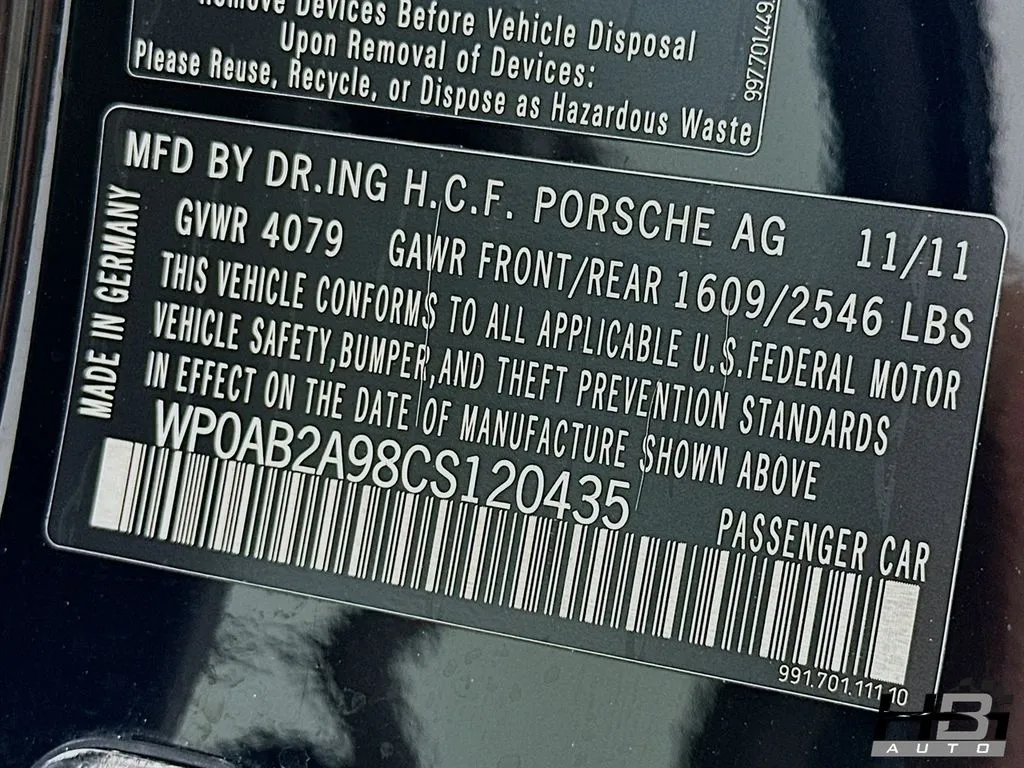 Remove Devices Before Vehicle Disposal
Upon Removal of Devices:
Please Reuse, Recycle, or Dispose as Hazardous Waste
MFD BY DR.ING H.C.F. PORSCHE AG 11/11
GVWR 4079 GAWR FRONT/REAR 1609/2546 LBS
THIS VEHICLE CONFORMS TO ALL APPLICABLE U.S.FEDERAL MOTOR
VEHICLE SAFETY,BUMPER,AND THEFT PREVENTION STANDARDS
IN EFFECT ON THE DATE OF MANUFACTURE SHOWN ABOVE
WP0AB2A98CS120435
PASSENGER CAR
MADE IN GERMANY
991.701.111.10
HBI
AUTO